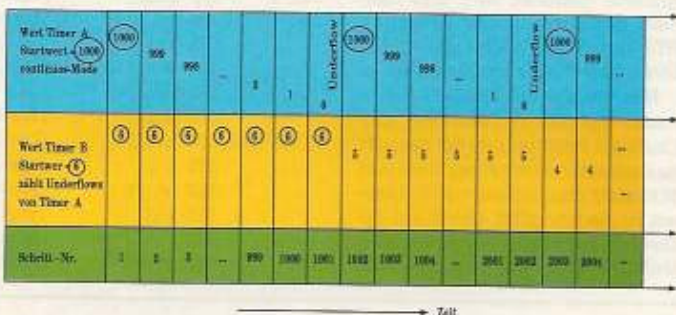 Wert Timer A
Startwert=1000
continous-Mode
1000 999 998 ... 2 1 0 Underflow 1000 999 998 ... 1 0 Underflow 1000 999 ...
Wert Timer B
Startwer=6
zählt Underflows
von Timer A
6 6 6 6 6 6 6 5 5 5 5 5 5 4 4 ... ...
Schritt.-Nr. 1 2 3 ... 999 1000 1001 1002 1003 1004 ... 2001 2002 2003 2004 ...
Zeit